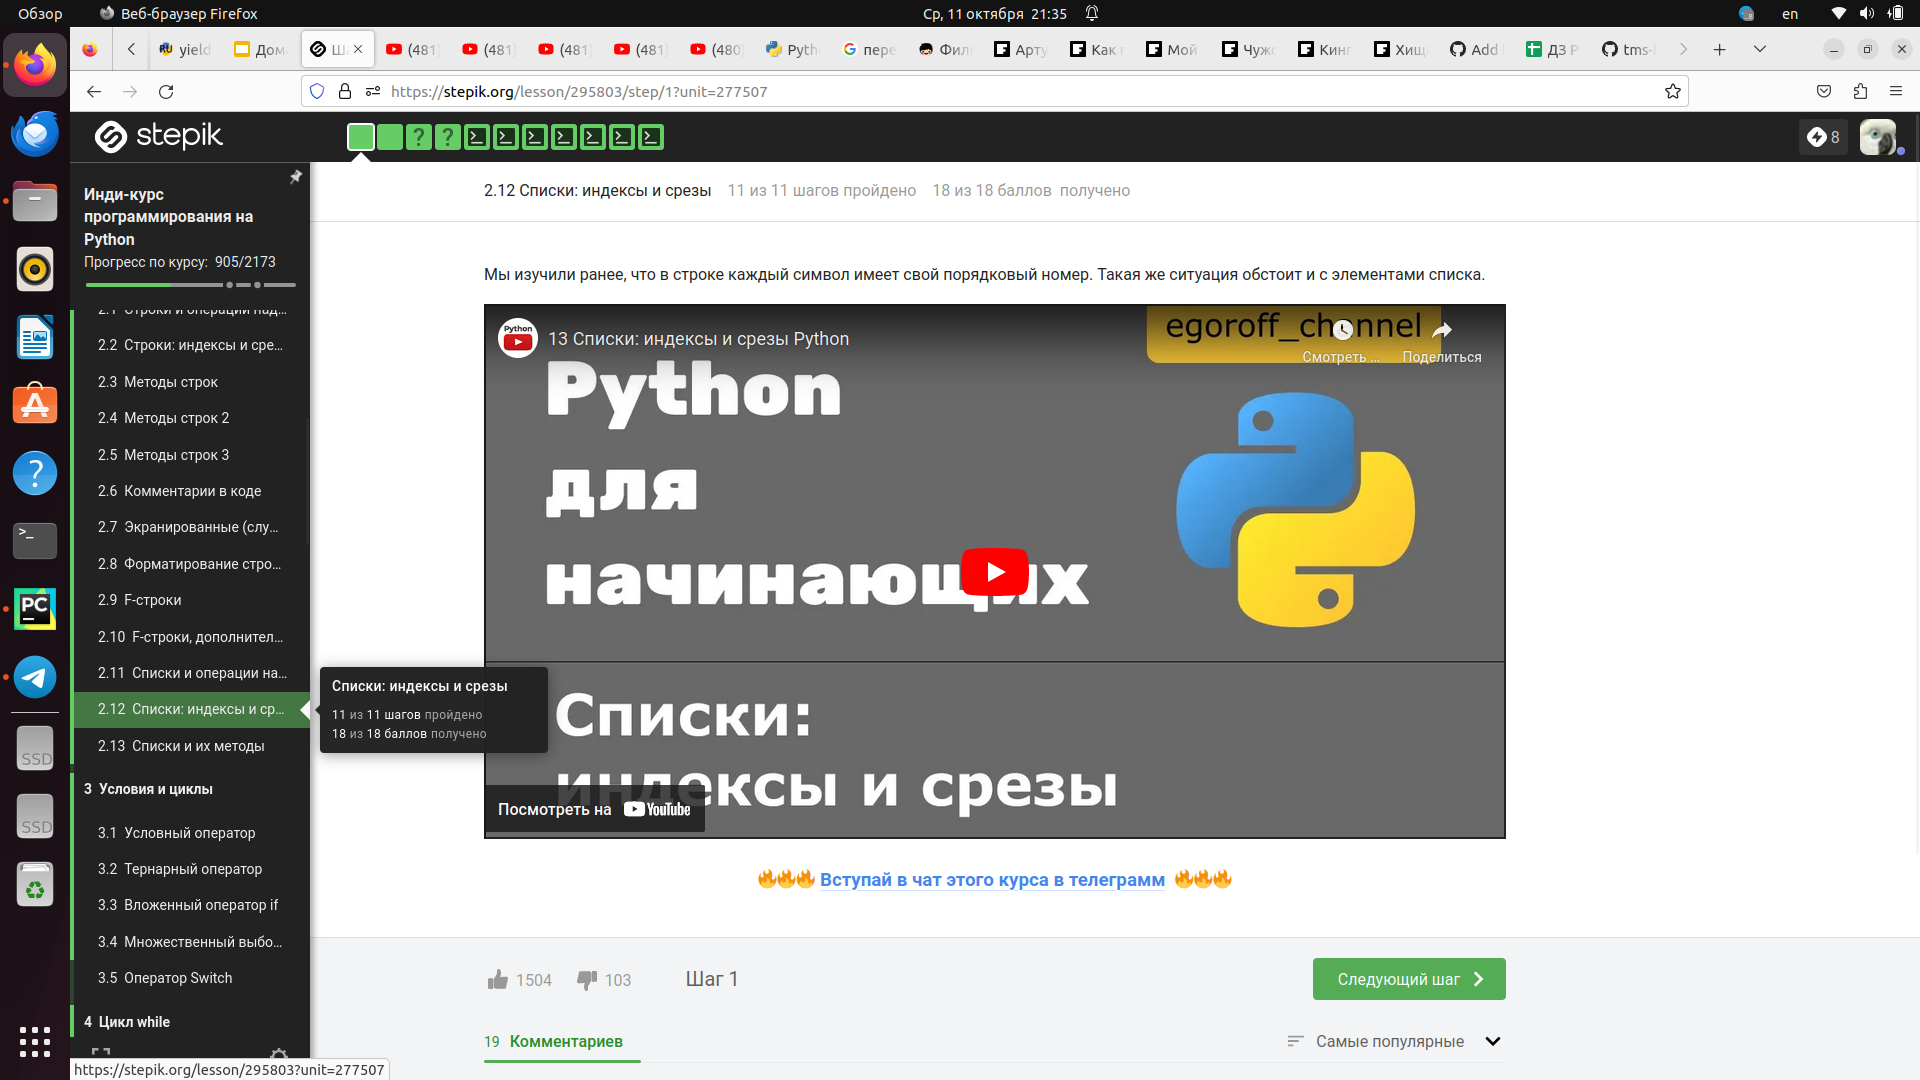 Обзор
Веб-браузер Firefox
Ср, 11 октября 21:35
en
yield
Дома
(481)
(481)
(481)
(481)
(480)
Pyth
пере
Фил
Арту
Как
Мой
Чуж
Кинг
Хищ
Add
ДЗ Р
tms-
https://stepik.org/lesson/295803/step/1?unit=277507
stepik
8
Инди-курс
программирования на
Python
Прогресс по курсу: 905/2173
2.1 Строки и операции над...
2.2 Строки: индексы и сре...
2.3 Методы строк
2.4 Методы строк 2
2.5 Методы строк 3
2.6 Комментарии в коде
2.7 Экранированные (слу...
2.8 Форматирование стро...
2.9 F-строки
2.10 F-строки, дополнител...
2.11 Списки и операции на...
2.12 Списки: индексы и ср...
2.13 Списки и их методы
3 Условия и циклы
3.1 Условный оператор
3.2 Тернарный оператор
3.3 Вложенный оператор if
3.4 Множественный выбо...
3.5 Оператор Switch
4 Цикл while
Списки: индексы и срезы
11 из 11 шагов пройдено
18 из 18 баллов получено
2.12 Списки: индексы и срезы 11 из 11 шагов пройдено 18 из 18 баллов получено
Мы изучили ранее, что в строке каждый символ имеет свой порядковый номер. Такая же ситуация обстоит и с элементами списка.
Python
13 Списки: индексы и срезы Python
egoroff_channel
Смотреть ...
Поделиться
Python
для
начинающих
Списки:
индексы и срезы
Посмотреть на YouTube
Вступай в чат этого курса в телеграмм
1504
103
Шаг 1
Следующий шаг
19 Комментариев
Самые популярные
PC
SSD
SSD
https://stepik.org/lesson/295803?unit=277507